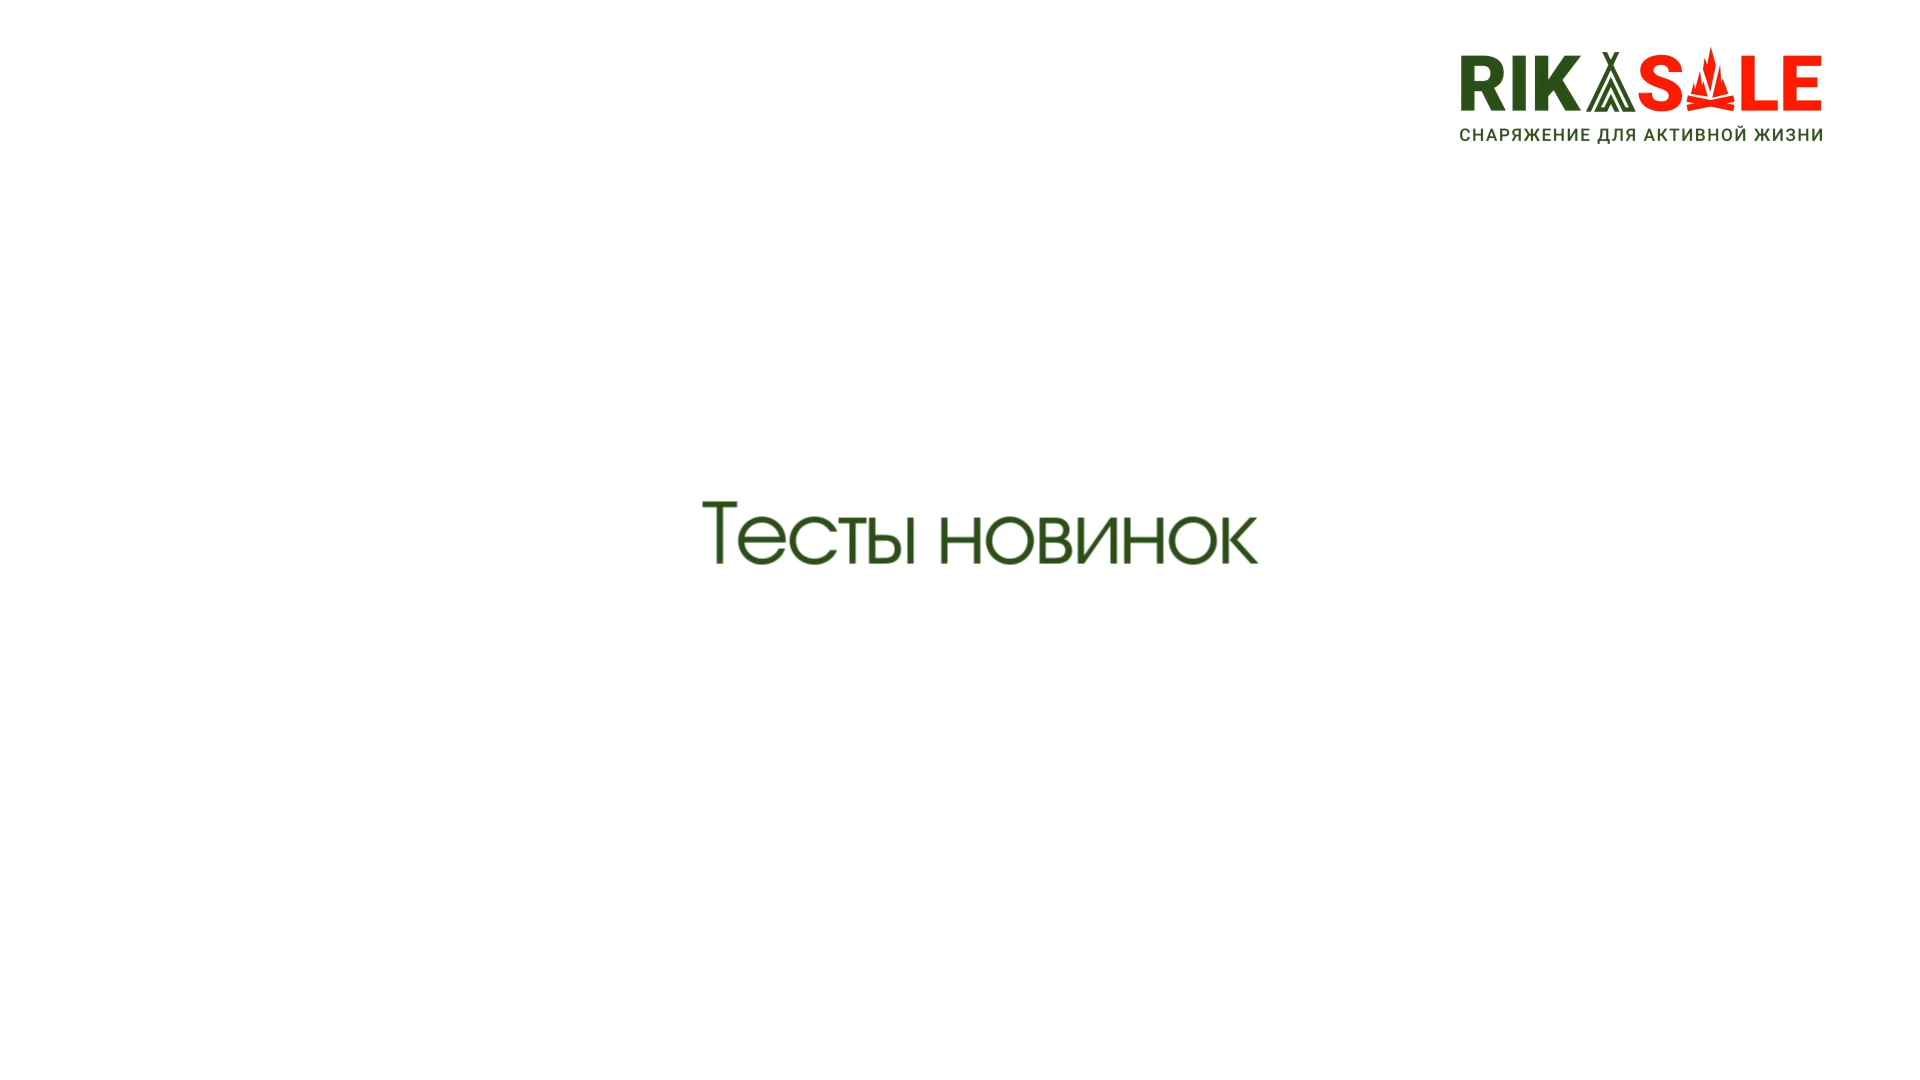 RIKASALE
СНАРЯЖЕНИЕ ДЛЯ АКТИВНОЙ ЖИЗНИ
Тесты новинок